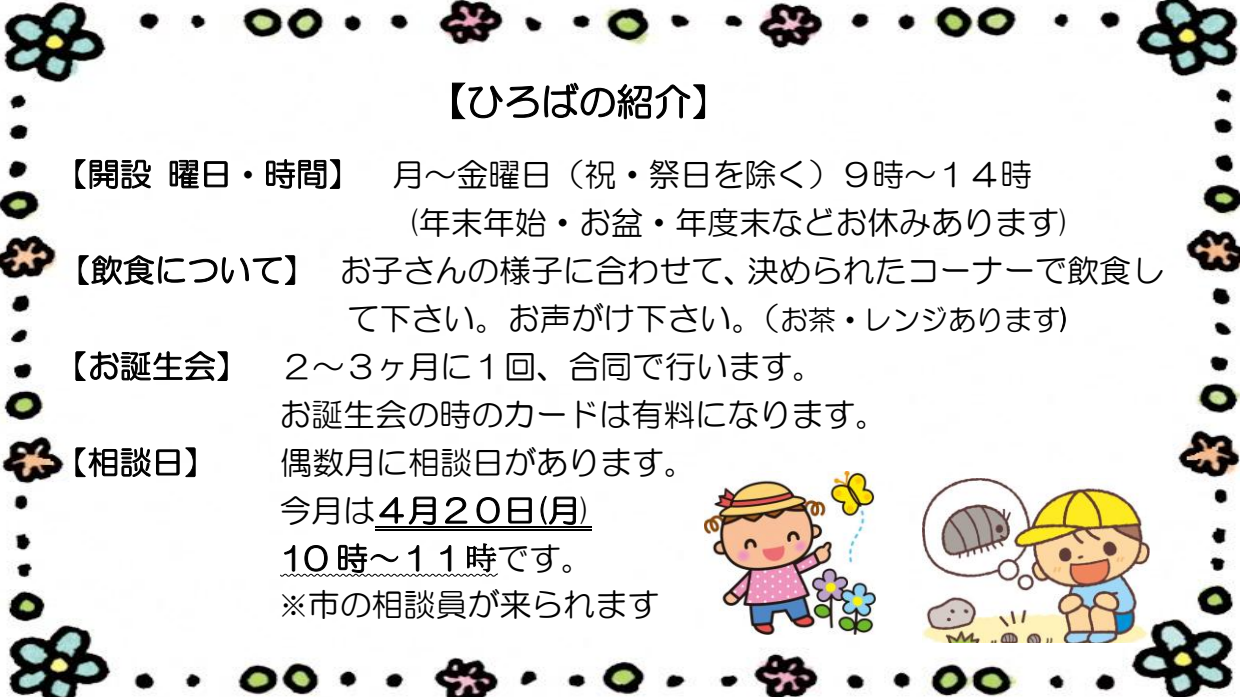 【ひろばの紹介】
【開設 曜日・時間】 月～金曜日（祝・祭日を除く）９時～１４時
(年末年始・お盆・年度末などお休みあります)
【飲食について】 お子さんの様子に合わせて、決められたコーナーで飲食し
て下さい。お声がけ下さい。（お茶・レンジあります)
【お誕生会】 ２～３ヶ月に１回、合同で行います。
お誕生会の時のカードは有料になります。
【相談日】 偶数月に相談日があります。
今月は４月２０日(月)
10時～１１時です。
※市の相談員が来られます